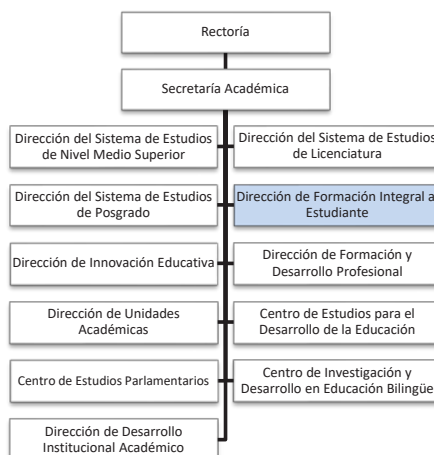 Rectoría
Secretaría Académica
Dirección del Sistema de Estudios
de Nivel Medio Superior
Dirección del Sistema de Estudios
de Licenciatura
Dirección del Sistema de Estudios
de Posgrado
Dirección de Formación Integral a
Estudiante
Dirección de Innovación Educativa
Dirección de Formación y
Desarrollo Profesional
Dirección de Unidades
Académicas
Centro de Estudios para el
Desarrollo de la Educación
Centro de Estudios Parlamentarios
Centro de Investigación y
Desarrollo en Educación Bilingüe
Dirección de Desarrollo
Institucional Académico